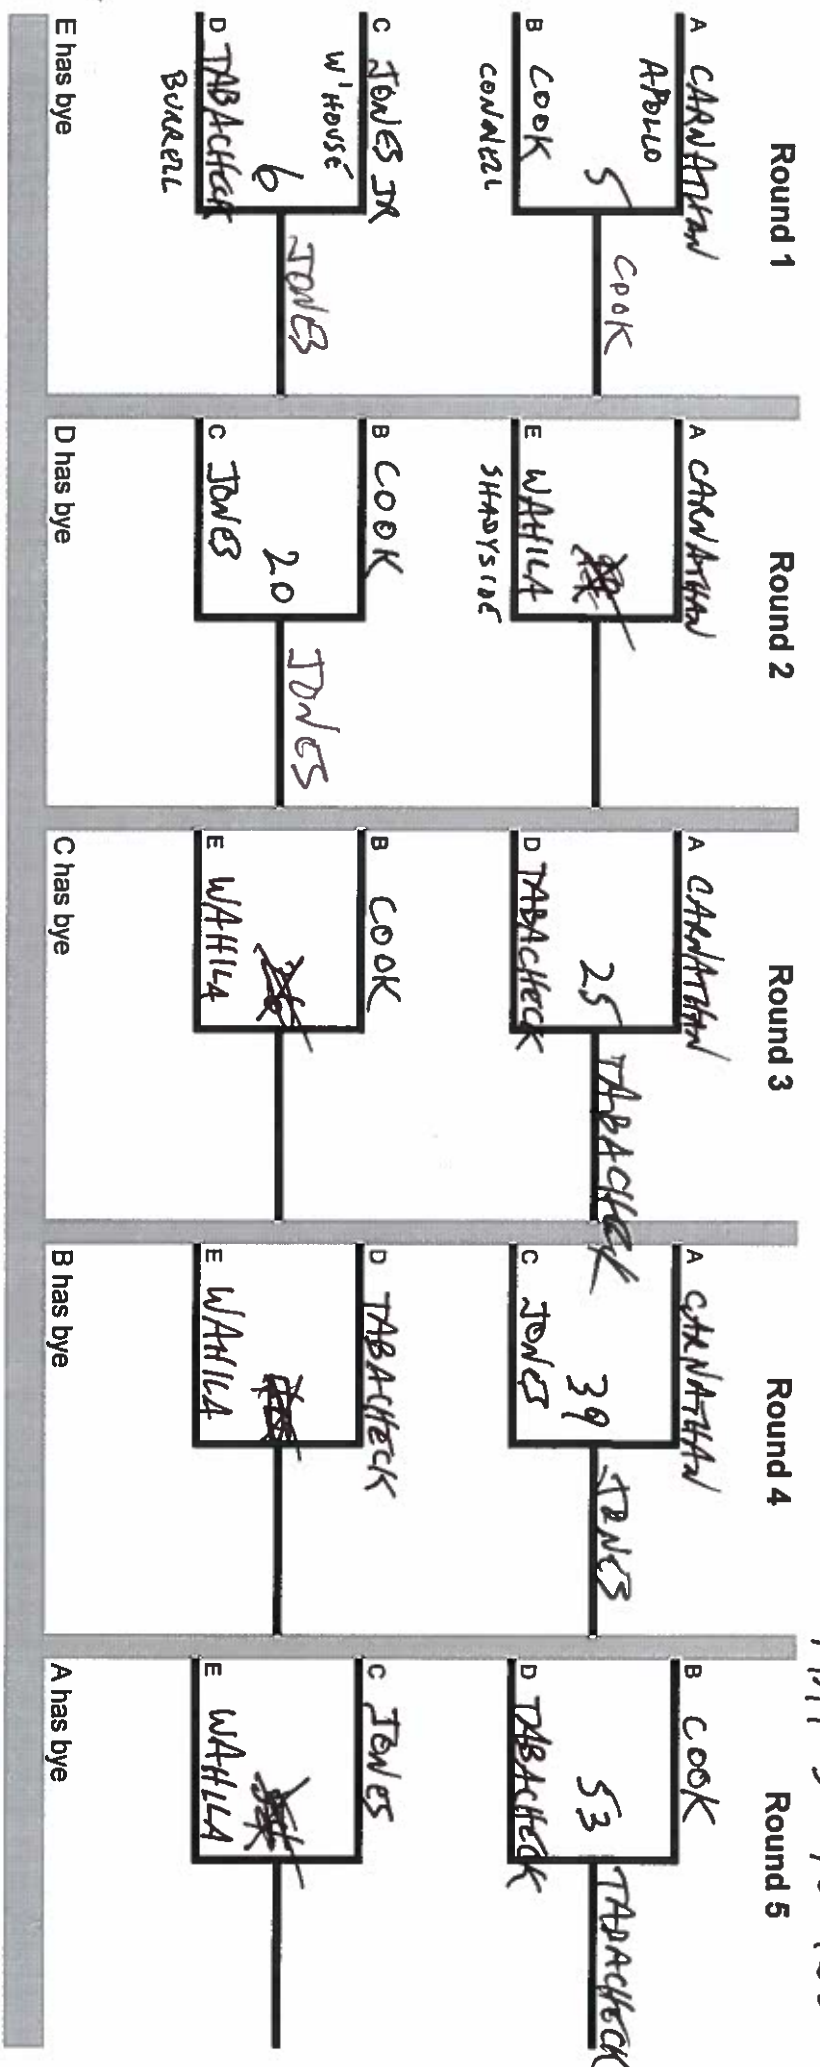 Round 1
A CARNATHAN
APOLLO
5
COOK
B COOK
CONNELL
C JONES JR
W'HOUSE
6
JONES
D TABACHECK
BURRELL
E has bye
Round 2
A CARNATHAN
E WAHILA
SHADYSIDE
B COOK
20
JONES
C JONES
D has bye
Round 3
A CARNATHAN
25
TABACHECK
D TABACHECK
B COOK
E WAHILA
C has bye
Round 4
A CARNATHAN
39
JONES
C JONES
D TABACHECK
E WAHILA
B has bye
Round 5
B COOK
53
TABACHECK
D TABACHECK
C JONES
E WAHILA
A has bye